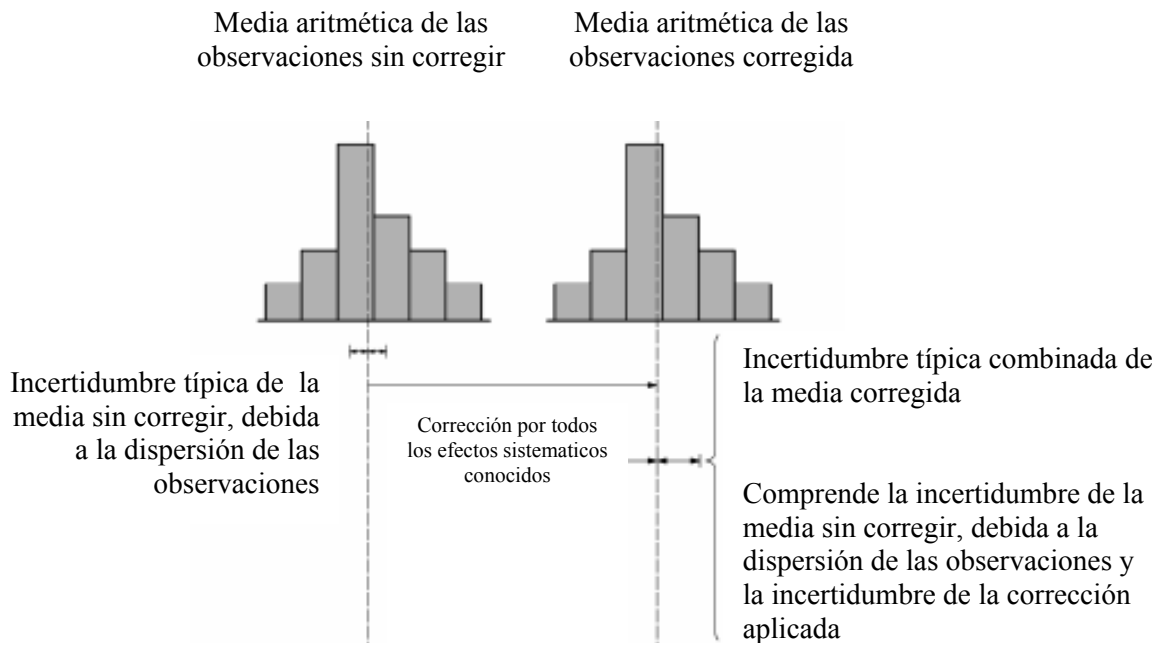 Media aritmética de las
observaciones sin corregir
Media aritmética de las
observaciones corregida
Incertidumbre típica de la
media sin corregir, debida
a la dispersión de las
observaciones
Corrección por todos
los efectos sistematicos
conocidos
Incertidumbre típica combinada de
la media corregida
Comprende la incertidumbre de la
media sin corregir, debida a la
dispersión de las observaciones y
la incertidumbre de la corrección
aplicada